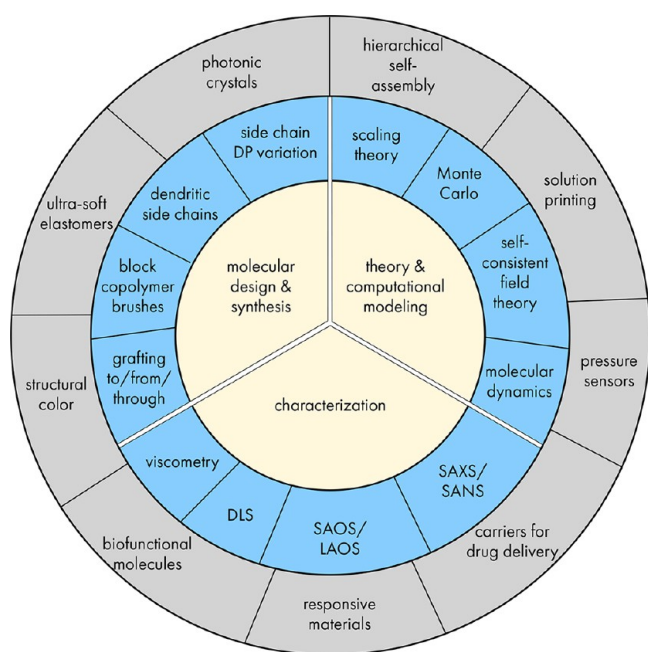 photonic
crystals
hierarchical
self-
assembly
solution
printing
pressure
sensors
carriers for
drug delivery
responsive
materials
biofunctional
molecules
structural
color
ultra-soft
elastomers
side chain
DP variation
scaling
theory
Monte
Carlo
self-
consistent
field
theory
molecular
dynamics
SAXS/
SANS
SAOS/
LAOS
DLS
viscometry
grafting
to/from/
through
block
copolymer
brushes
dendritic
side chains
molecular
design &
synthesis
theory &
computational
modeling
characterization